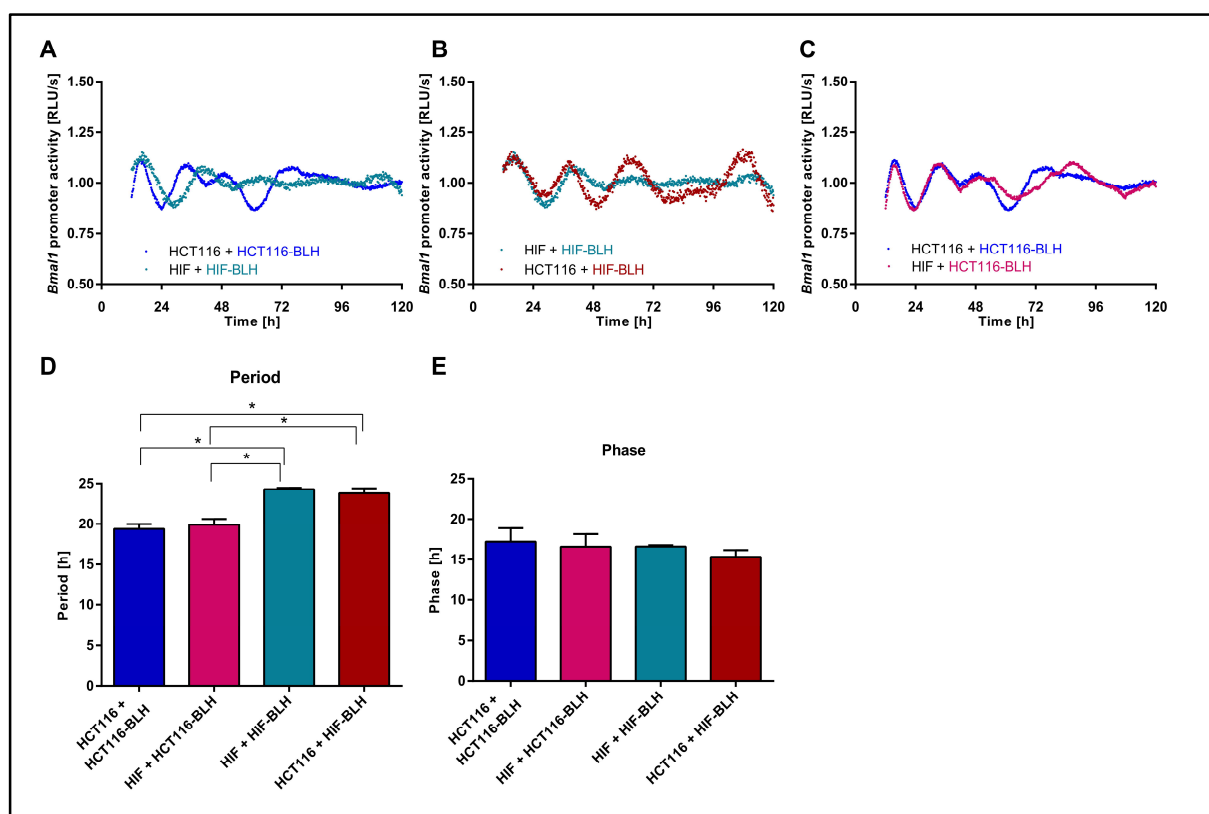 A
Bmal1 promoter activity [RLU/s]
1.50
1.25
1.00
0.75
0.50
HCT116 + HCT116-BLH
HIF + HIF-BLH
0 24 48 72 96 120
Time [h]
B
Bmal1 promoter activity [RLU/s]
1.50
1.25
1.00
0.75
0.50
HIF + HIF-BLH
HCT116 + HIF-BLH
0 24 48 72 96 120
Time [h]
C
Bmal1 promoter activity [RLU/s]
1.50
1.25
1.00
0.75
0.50
HCT116 + HCT116-BLH
HIF + HCT116-BLH
0 24 48 72 96 120
Time [h]
D
Period
*
*
*
*
Period [h]
25
20
15
10
5
0
HCT116 +
HCT116-BLH
HIF + HCT116-BLH
HIF + HIF-BLH
HCT116 + HIF-BLH
E
Phase
Phase [h]
25
20
15
10
5
0
HCT116 +
HCT116-BLH
HIF + HCT116-BLH
HIF + HIF-BLH
HCT116 + HIF-BLH